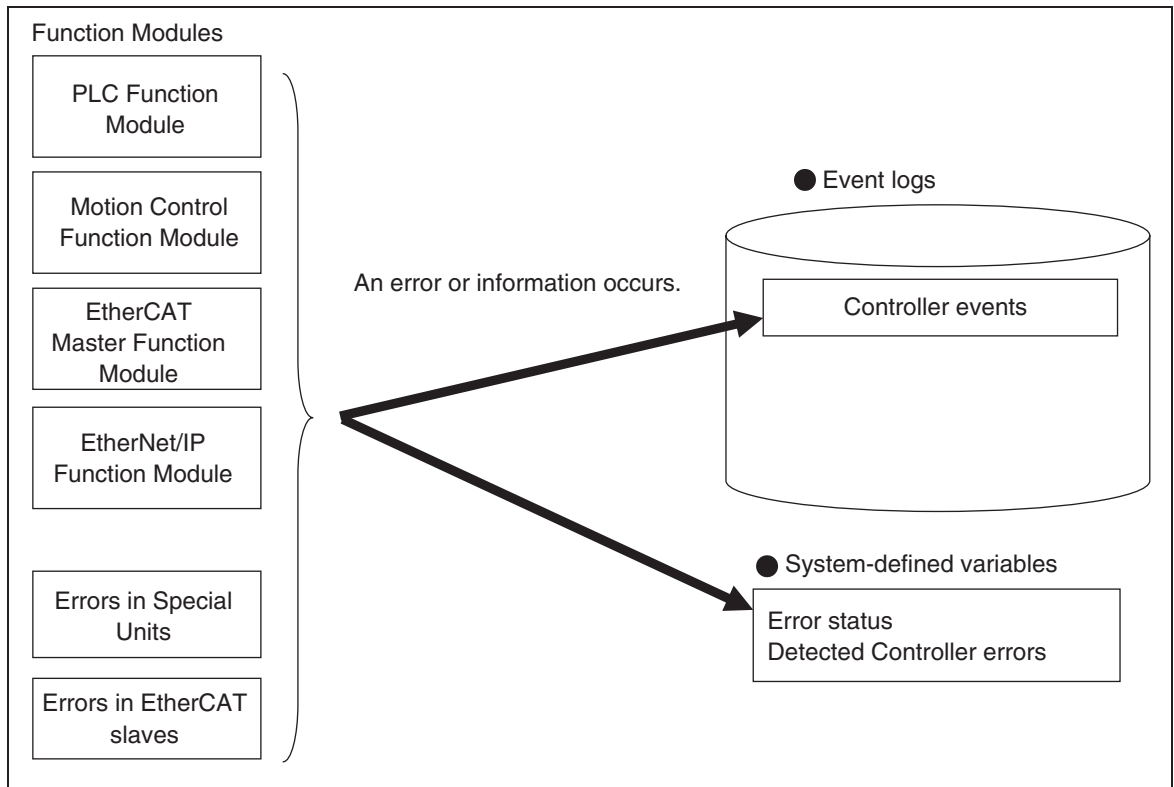 Function Modules
PLC Function
Module
Motion Control
Function Module
EtherCAT
Master Function
Module
EtherNet/IP
Function Module
Errors in Special
Units
Errors in EtherCAT
slaves
An error or information occurs.
Event logs
Controller events
System-defined variables
Error status
Detected Controller errors